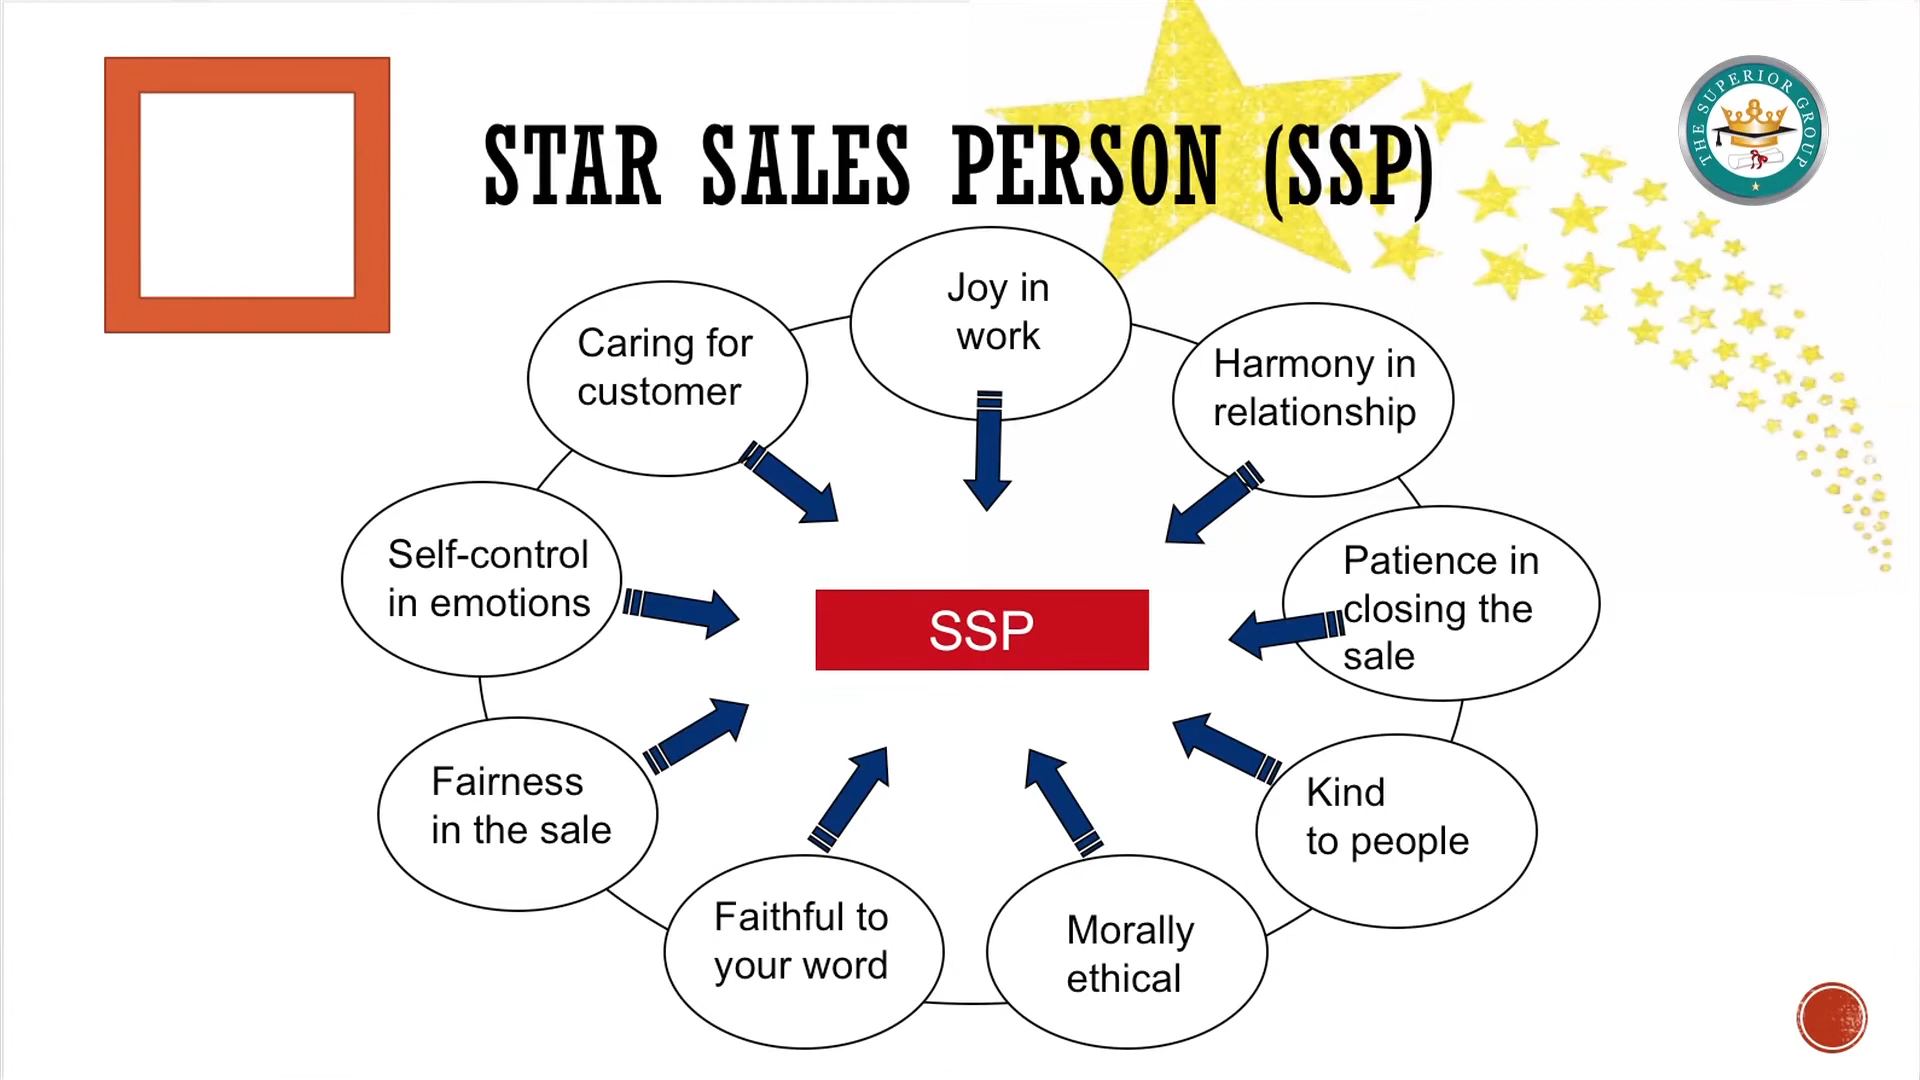 STAR SALES PERSON (SSP)
THE SUPERIOR GROUP
Joy in
work
Caring for
customer
Harmony in
relationship
Self-control
in emotions
Patience in
closing the
sale
SSP
Fairness
in the sale
Kind
to people
Faithful to
your word
Morally
ethical